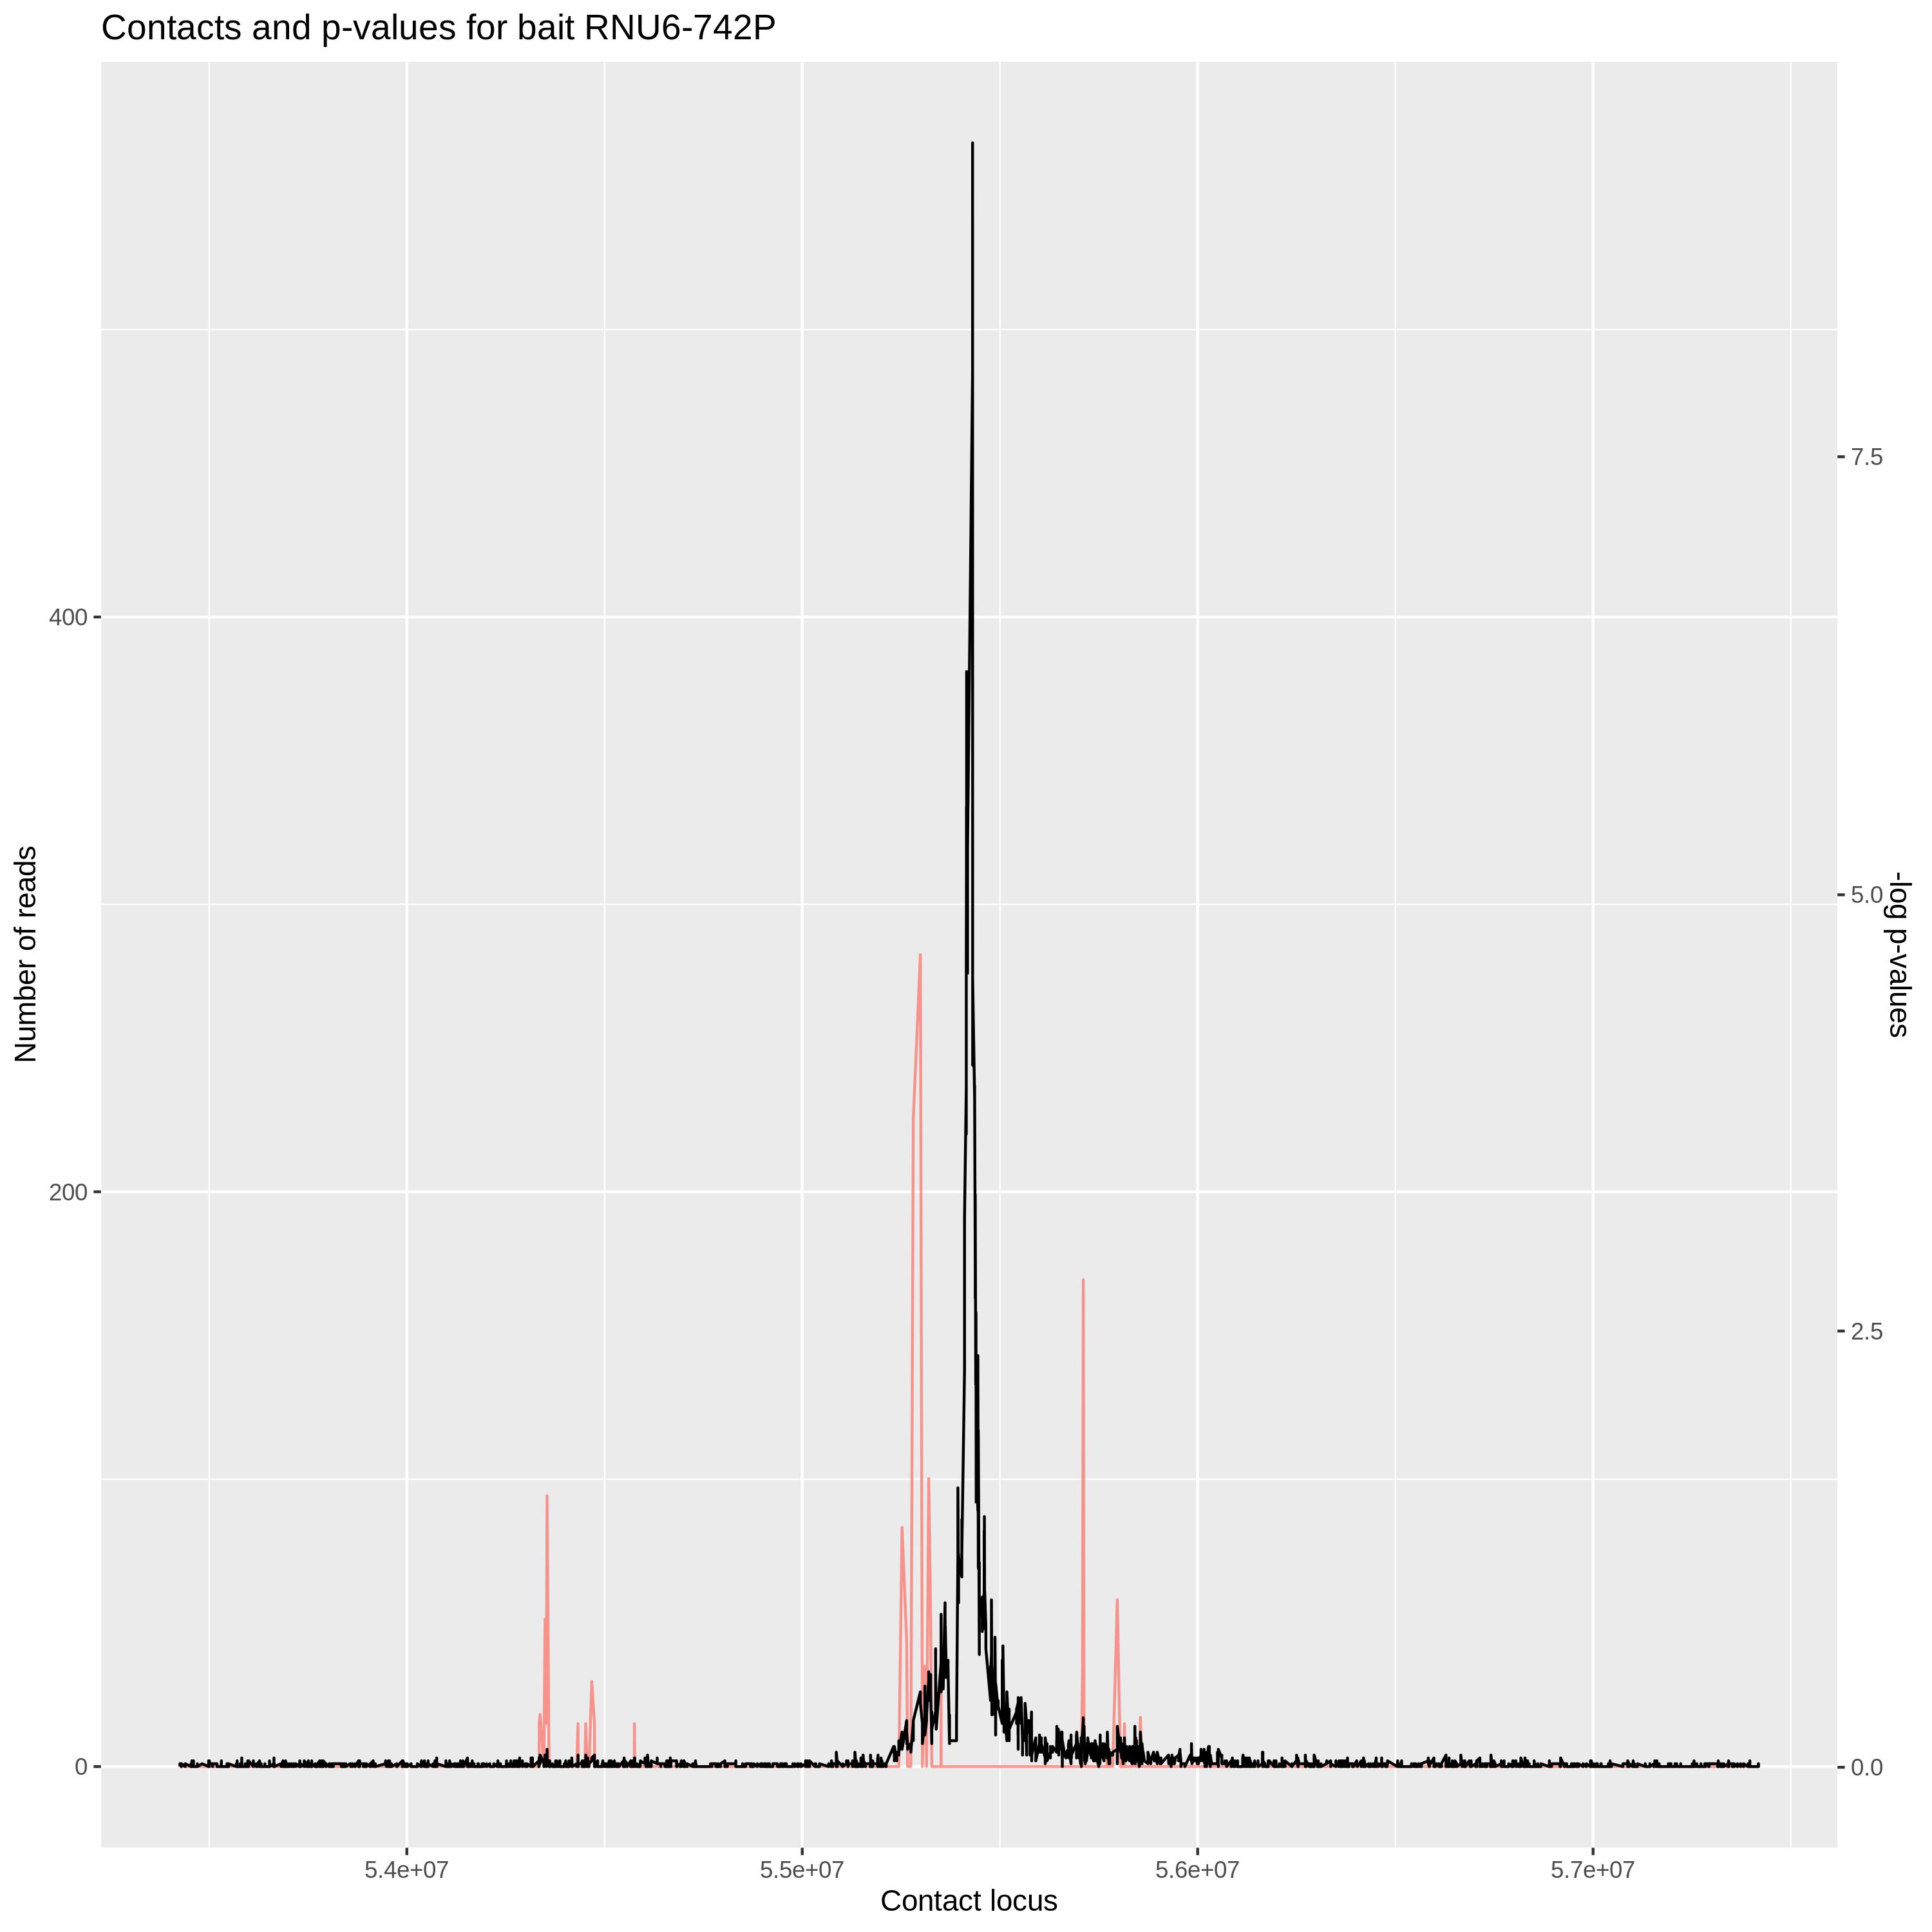 Contacts and p-values for bait RNU6-742P
Number of reads
400
200
0
7.5
5.0
2.5
0.0
-log p-values
5.4e+07
5.5e+07
5.6e+07
5.7e+07
Contact locus